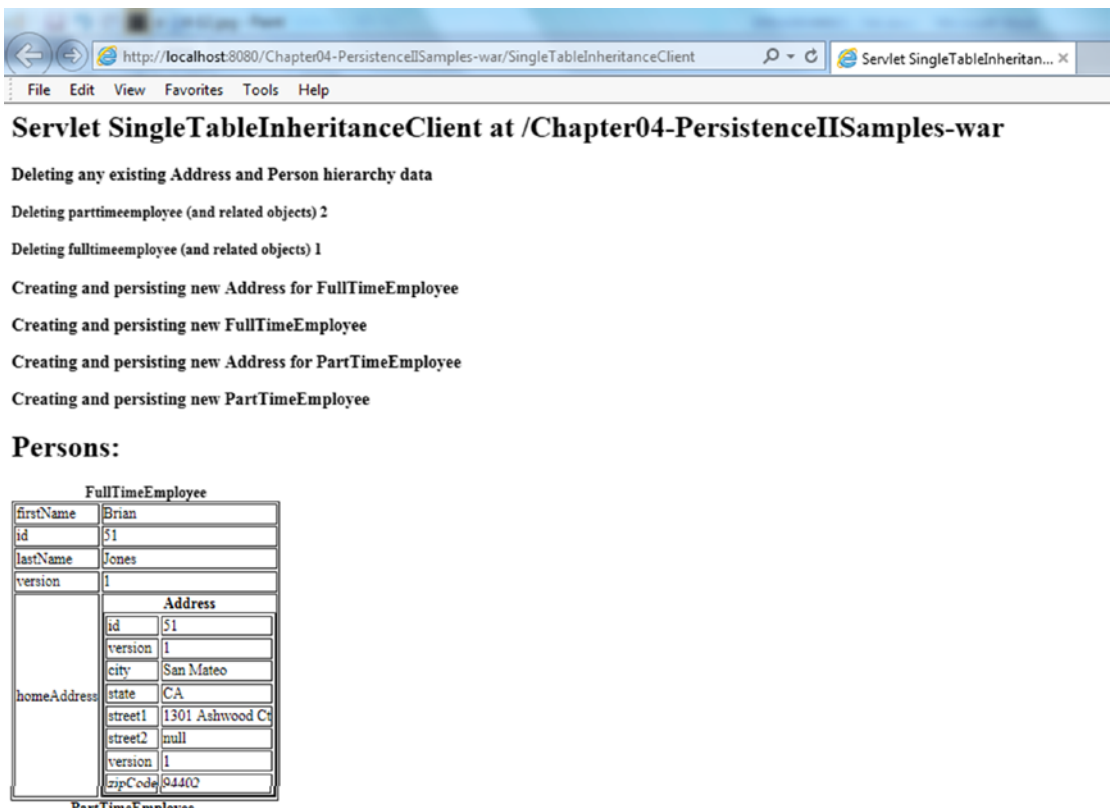 http://localhost:8080/Chapter04-PersistenceIISamples-war/SingleTableInheritanceClient
Servlet SingleTableInheritan...
File Edit View Favorites Tools Help
Servlet SingleTableInheritanceClient at /Chapter04-PersistenceIISamples-war
Deleting any existing Address and Person hierarchy data
Deleting parttimeemployee (and related objects) 2
Deleting fulltimeemployee (and related objects) 1
Creating and persisting new Address for FullTimeEmployee
Creating and persisting new FullTimeEmployee
Creating and persisting new Address for PartTimeEmployee
Creating and persisting new PartTimeEmployee
Persons:
FullTimeEmployee
firstName Brian
id 51
lastName Jones
version 1
homeAddress
Address
id 51
version 1
city San Mateo
state CA
street1 1301 Ashwood Ct
street2 null
version 1
zipCode 94402
PartTimeEmployee